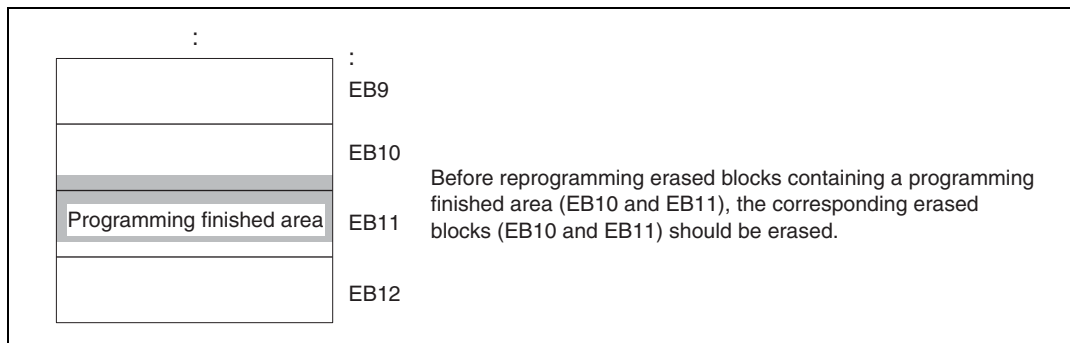 :
:
EB9
EB10
Programming finished area
EB11
EB12
Before reprogramming erased blocks containing a programming
finished area (EB10 and EB11), the corresponding erased
blocks (EB10 and EB11) should be erased.